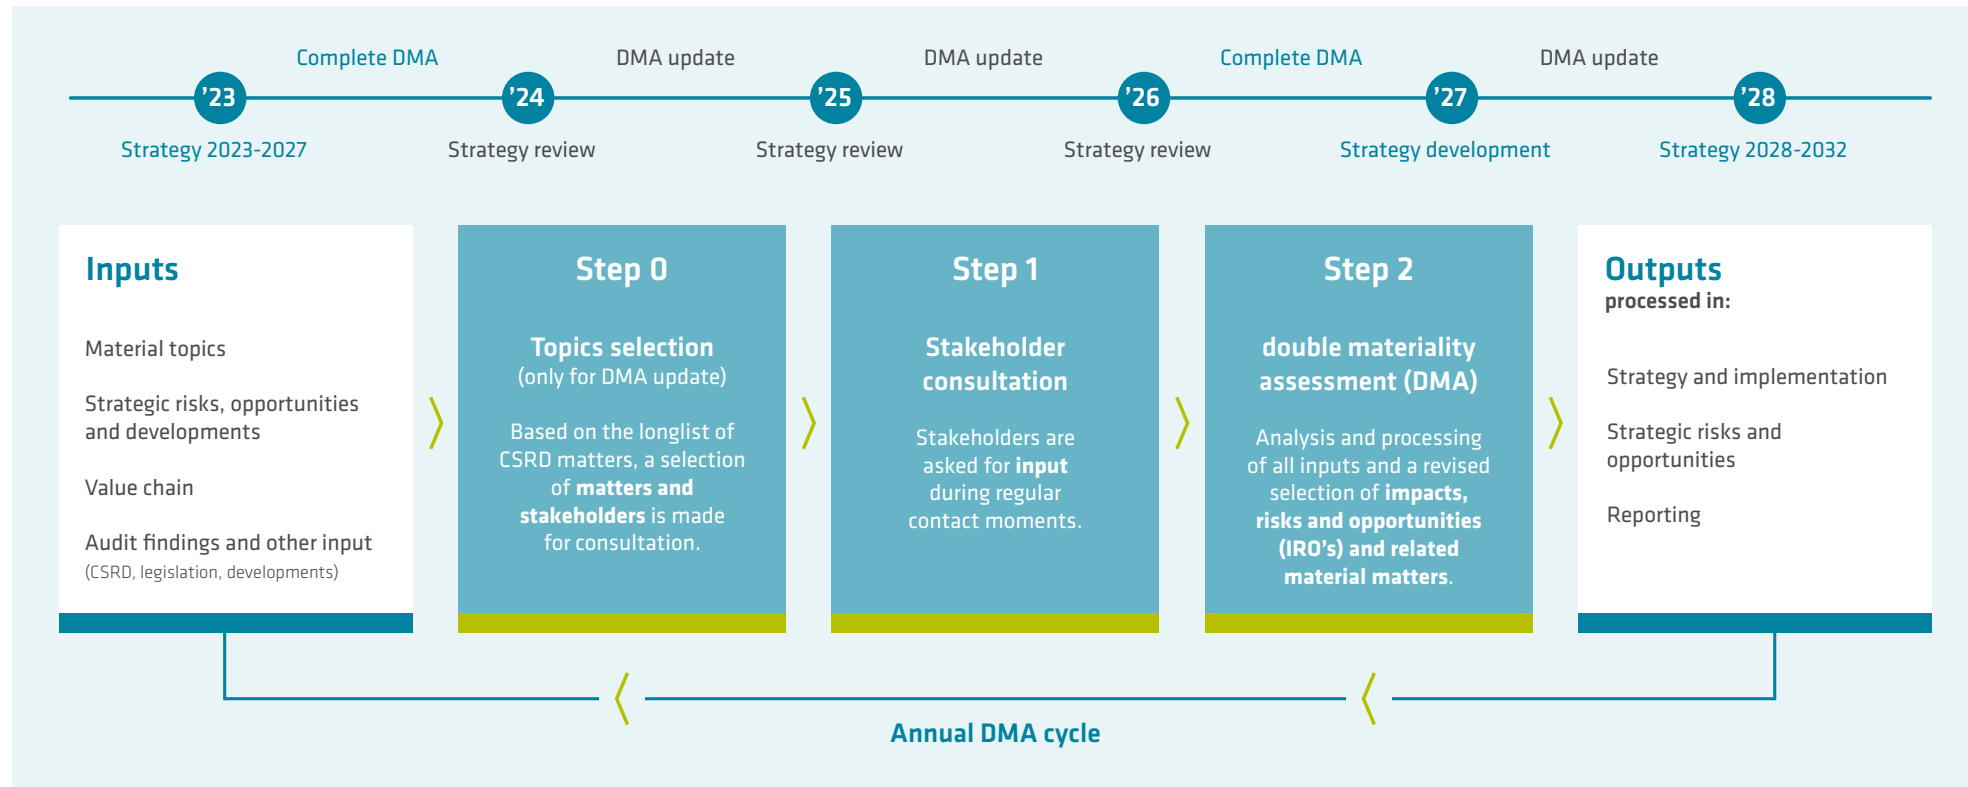 Complete DMA
DMA update
DMA update
Complete DMA
DMA update
’23
’24
’25
’26
’27
’28
Strategy 2023-2027
Strategy review
Strategy review
Strategy review
Strategy development
Strategy 2028-2032
Inputs
Material topics
Strategic risks, opportunities
and developments
Value chain
Audit findings and other input
(CSRD, legislation, developments)
Step 0
Topics selection
(only for DMA update)
Based on the longlist of
CSRD matters, a selection
of matters and
stakeholders is made
for consultation.
Step 1
Stakeholder
consultation
Stakeholders are
asked for input
during regular
contact moments.
Step 2
double materiality
assessment (DMA)
Analysis and processing
of all inputs and a revised
selection of impacts,
risks and opportunities
(IRO's) and related
material matters.
Outputs
processed in:
Strategy and implementation
Strategic risks and
opportunities
Reporting
Annual DMA cycle